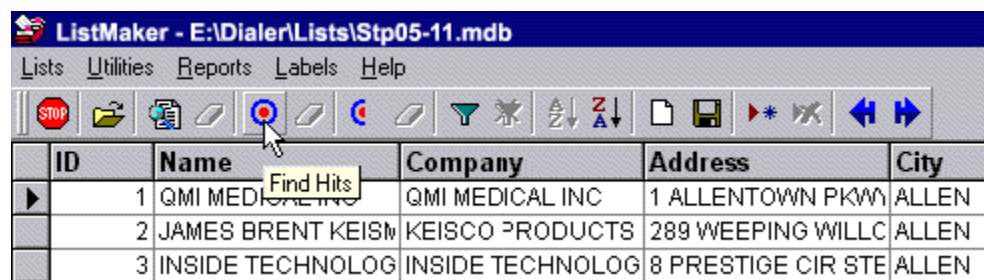 ListMaker - E:\Dialer\Lists\Stp05-11.mdb
Lists Utilities Reports Labels Help
STOP
ID Name Company Address City
Find Hits
1 QMI MEDICAL INC QMI MEDICAL INC 1 ALLENTOWN PKWY ALLEN
2 JAMES BRENT KEISM KEISCO PRODUCTS 289 WEEPING WILLC ALLEN
3 INSIDE TECHNOLOG INSIDE TECHNOLOG 8 PRESTIGE CIR STE ALLEN